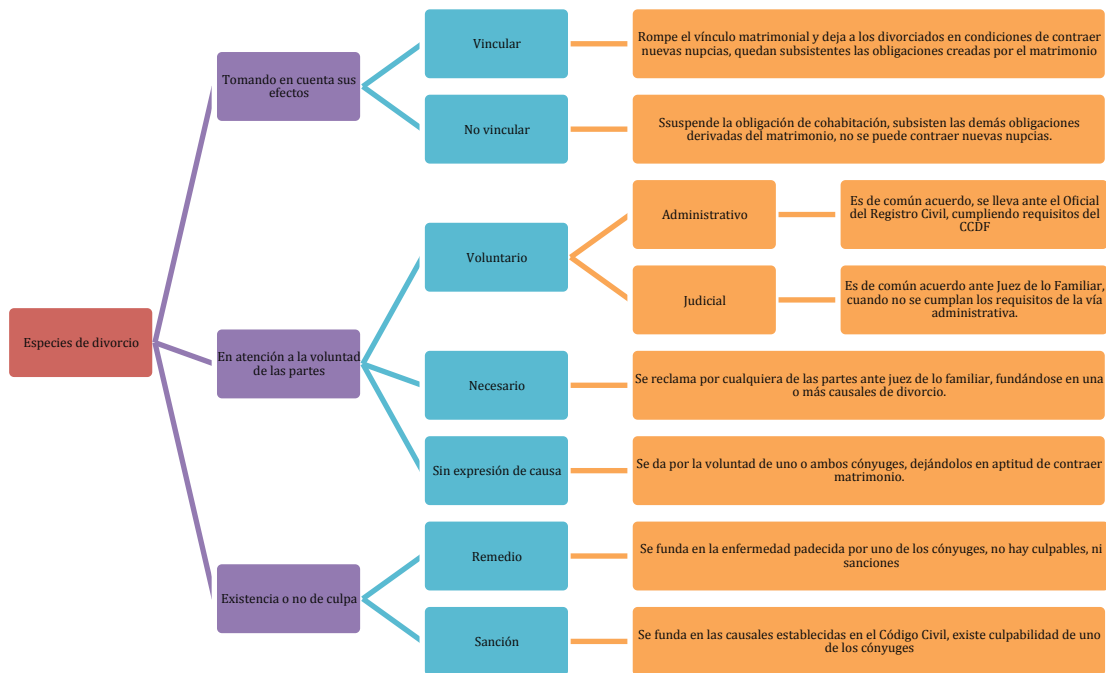 Especies de divorcio
Tomando en cuenta sus
efectos
Vincular
Rompe el vínculo matrimonial y deja a los divorciados en condiciones de contraer
nuevas nupcias, quedan subsistentes las obligaciones creadas por el matrimonio
No vincular
Ssuspende la obligación de cohabitación, subsisten las demás obligaciones
derivadas del matrimonio, no se puede contraer nuevas nupcias.
En atención a la voluntad
de las partes
Voluntario
Administrativo
Es de común acuerdo, se lleva ante el Oficial
del Registro Civil, cumpliendo requisitos del
CCDF
Judicial
Es de común acuerdo ante Juez de lo Familiar,
cuando no se cumplan los requisitos de la vía
administrativa.
Necesario
Se reclama por cualquiera de las partes ante juez de lo familiar, fundándose en una
o más causales de divorcio.
Sin expresión de causa
Se da por la voluntad de uno o ambos cónyuges, dejándolos en aptitud de contraer
matrimonio.
Existencia o no de culpa
Remedio
Se funda en la enfermedad padecida por uno de los cónyuges, no hay culpables, ni
sanciones
Sanción
Se funda en las causales establecidas en el Código Civil, existe culpabilidad de uno
de los cónyuges